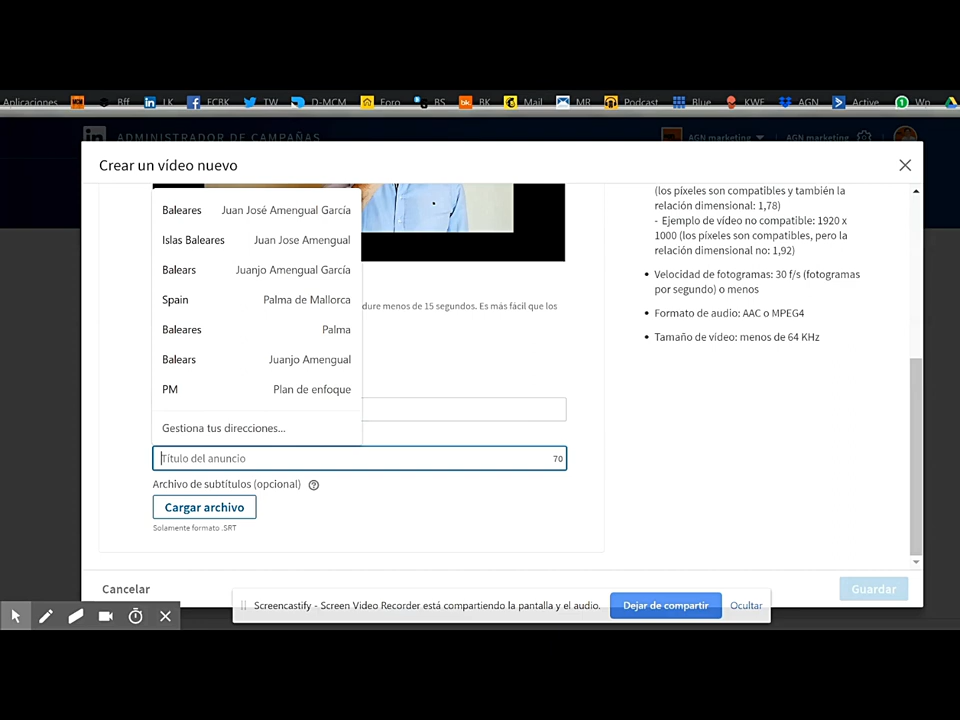 Aplicaciones Bff LK FCBK TW D-MCM Foro BS BK Mail MR Podcast Blue KWF AGN Active Wp
ADMINISTRADOR DE CAMPAÑAS AGN marketing AGN marketing
Crear un vídeo nuevo
(los píxeles son compatibles y también la
relación dimensional: 1,78)
- Ejemplo de vídeo no compatible: 1920 x
1000 (los píxeles son compatibles, pero la
relación dimensional no: 1,92)
Velocidad de fotogramas: 30 f/s (fotogramas
por segundo) o menos
Formato de audio: AAC o MPEG4
Tamaño de vídeo: menos de 64 KHz
Baleares Juan José Amengual García
Islas Baleares Juan Jose Amengual
Balears Juanjo Amengual García
Spain Palma de Mallorca
dure menos de 15 segundos. Es más fácil que los
Baleares Palma
Balears Juanjo Amengual
PM Plan de enfoque
Gestiona tus direcciones...
Título del anuncio 70
Archivo de subtítulos (opcional)
Cargar archivo
Solamente formato .SRT
Cancelar Guardar
Screencastify - Screen Video Recorder está compartiendo la pantalla y el audio. Dejar de compartir Ocultar